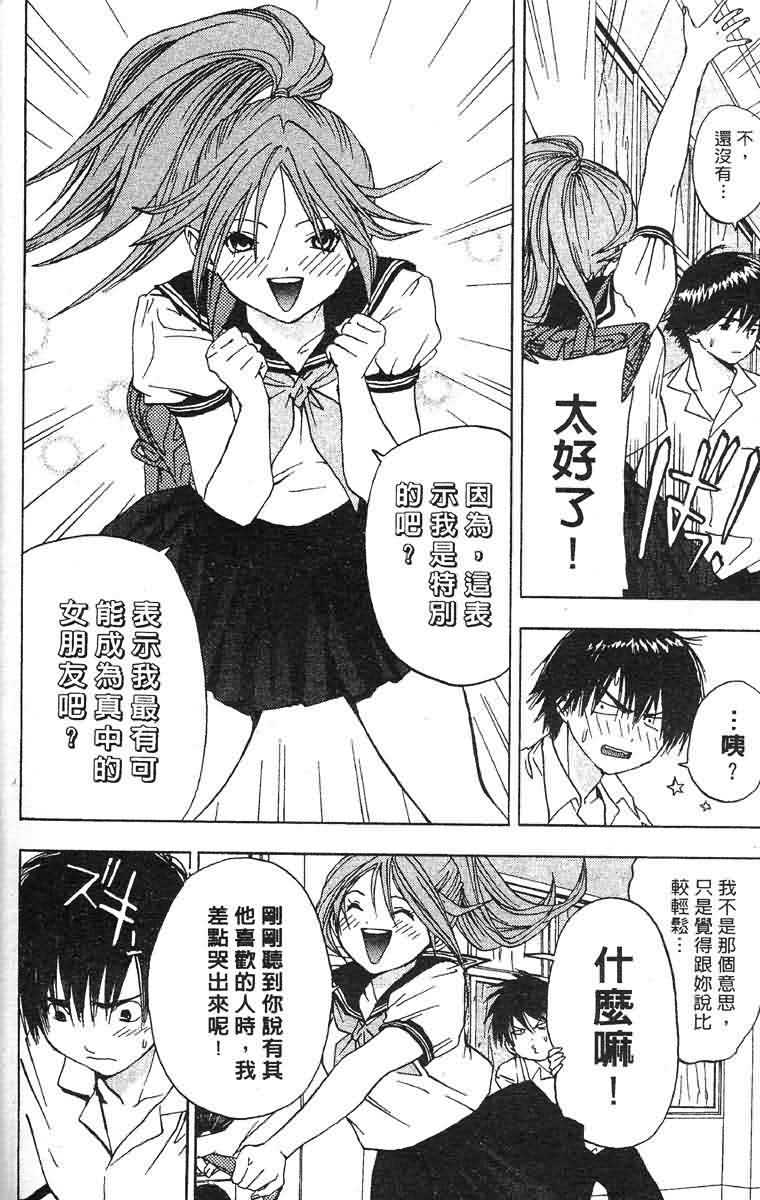 不，
還沒有…
太好了！
バッ
因為，這表
示我是特別
的吧？
表示我最有可
能成為真中的
女朋友吧？
…咦？
我不是那個意思，
只是覺得跟妳說比
較輕鬆…
什麼嘛！
剛剛聽到你說有其
他喜歡的人時，我
差點哭出來呢！
ズキ